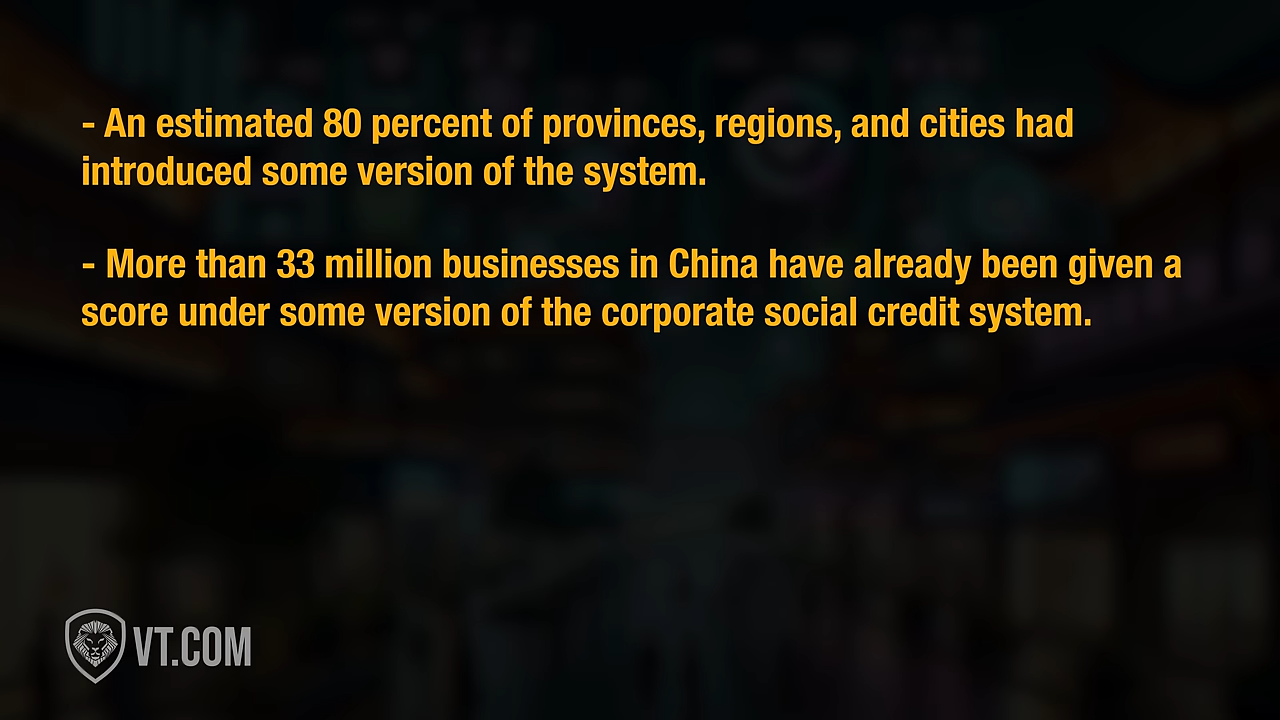 - An estimated 80 percent of provinces, regions, and cities had
introduced some version of the system.
- More than 33 million businesses in China have already been given a
score under some version of the corporate social credit system.
VT.COM